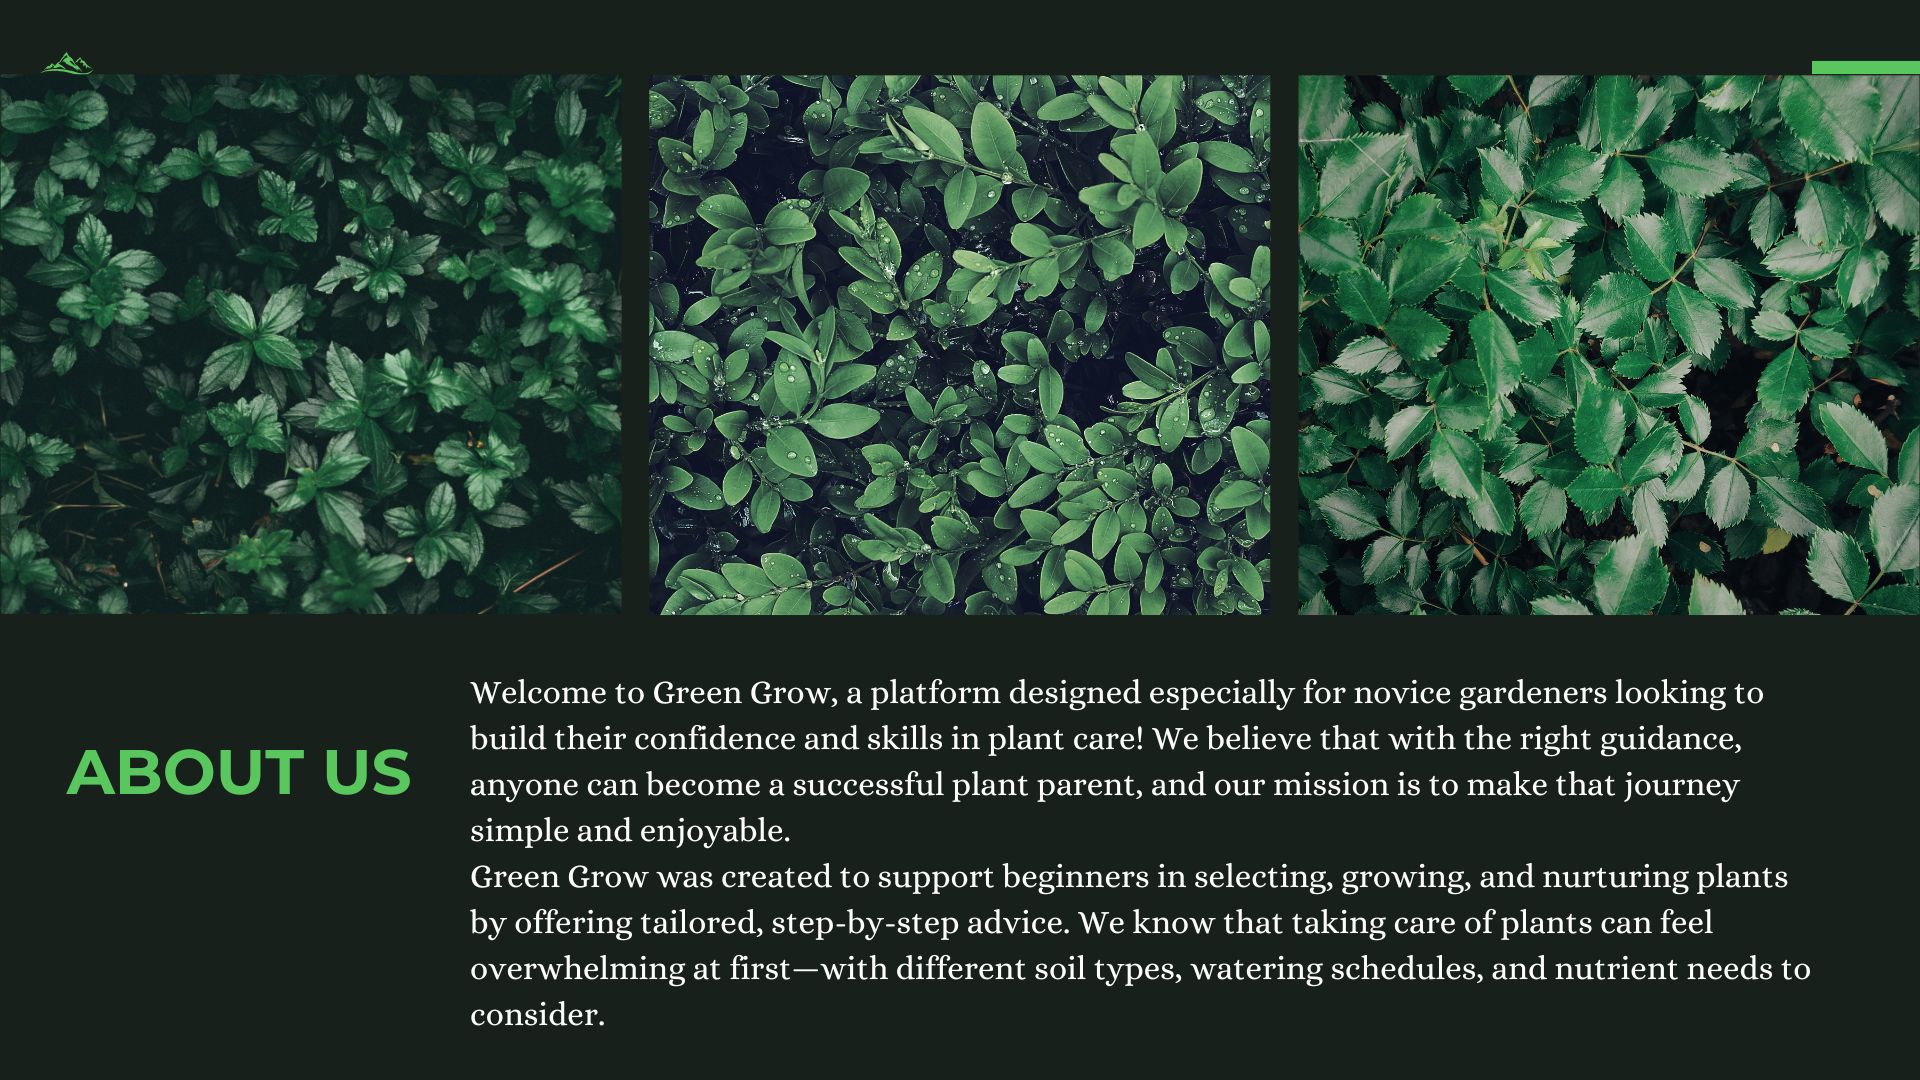 ABOUT US
Welcome to Green Grow, a platform designed especially for novice gardeners looking to
build their confidence and skills in plant care! We believe that with the right guidance,
anyone can become a successful plant parent, and our mission is to make that journey
simple and enjoyable.
Green Grow was created to support beginners in selecting, growing, and nurturing plants
by offering tailored, step-by-step advice. We know that taking care of plants can feel
overwhelming at first—with different soil types, watering schedules, and nutrient needs to
consider.